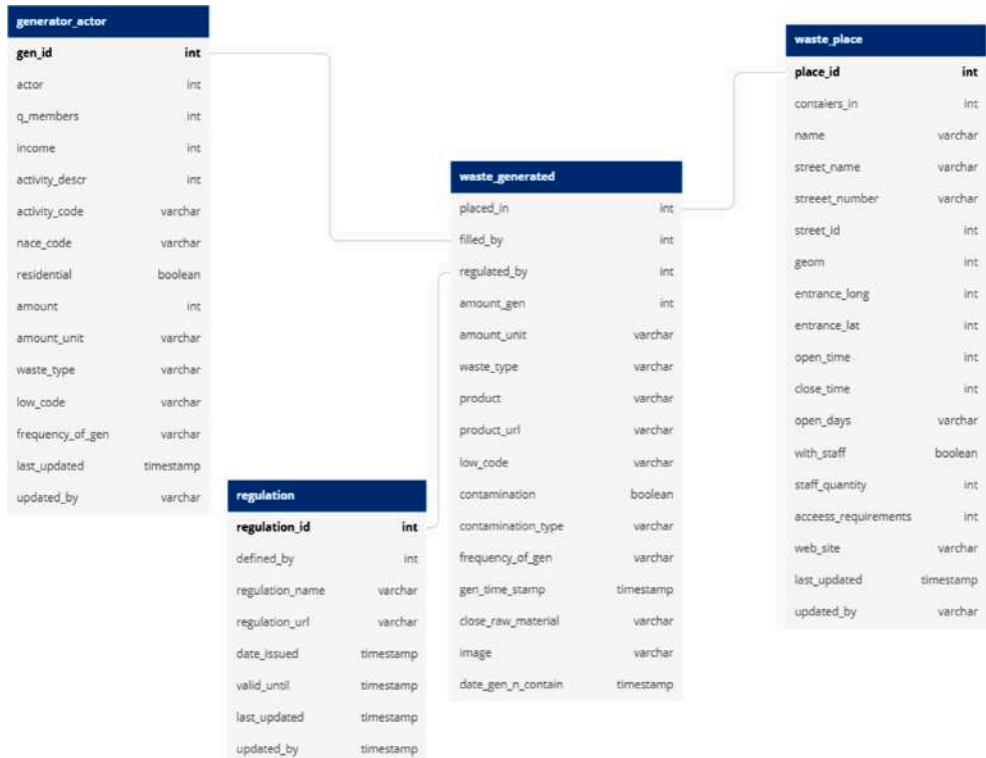 generator_actor
gen_id int
actor int
q_members int
income int
activity_descr int
activity_code varchar
nace_code varchar
residential boolean
amount int
amount_unit varchar
waste_type varchar
low_code varchar
frequency_of_gen varchar
last_updated timestamp
updated_by varchar
regulation
regulation_id int
defined_by int
regulation_name varchar
regulation_url varchar
date_issued timestamp
valid_until timestamp
last_updated timestamp
updated_by timestamp
waste_generated
placed_in int
filled_by int
regulated_by int
amount_gen int
amount_unit varchar
waste_type varchar
product varchar
product_url varchar
low_code varchar
contamination boolean
contamination_type varchar
frequency_of_gen varchar
gen_time_stamp timestamp
close_raw_material varchar
image varchar
date_gen_n_contain timestamp
waste_place
place_id int
contaiers_in int
name varchar
street_name varchar
streeet_number varchar
street_id int
geom int
entrance_long int
entrance_lat int
open_time int
close_time int
open_days varchar
with_staff boolean
staff_quantity int
acceess_requirements int
web_site varchar
last_updated timestamp
updated_by varchar